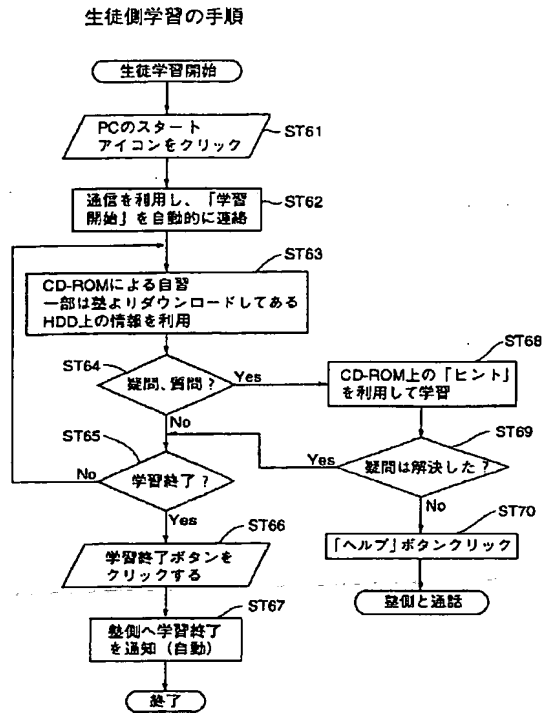 生徒側学習の手順
生徒学習開始
PCのスタート
アイコンをクリック
ST61
通信を利用し、「学習
開始」を自動的に連絡
ST62
ST63
CD-ROMによる自習
一部は塾よりダウンロードしてある
HDD上の情報を利用
ST64
疑問、質問?
Yes
No
ST68
CD-ROM上の「ヒント」
を利用して学習
ST65
学習終了?
No
Yes
ST69
疑問は解決した?
Yes
No
ST66
学習終了ボタンを
クリックする
ST70
「ヘルプ」ボタンクリック
塾側と通話
ST67
塾側へ学習終了
を通知(自動)
終了